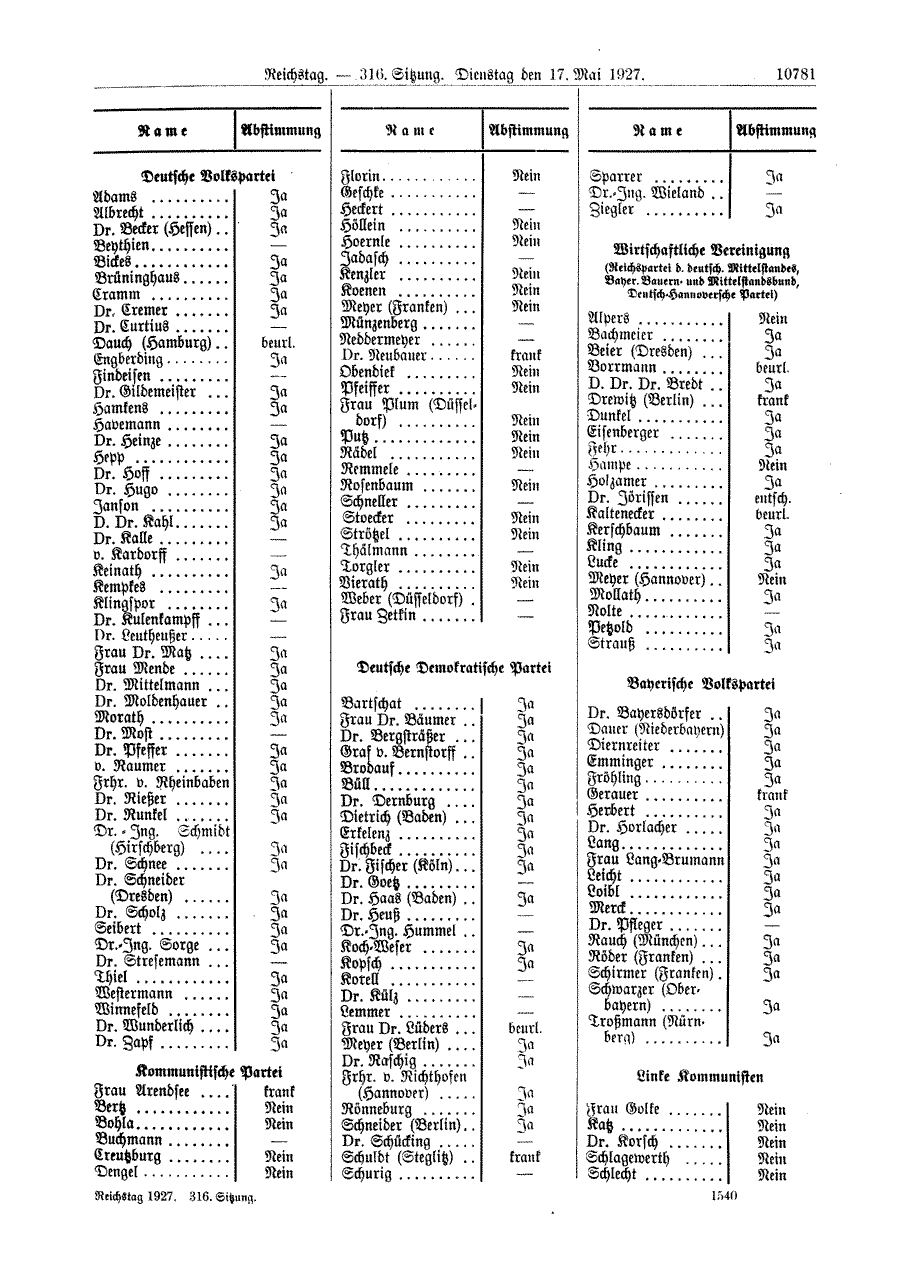 Reichstag. — 316. Sitzung. Dienstag den 17. Mai 1927. 10781
Name Abstimmung
Deutsche Volkspartei
Adams .......... Ja
Albrecht .......... Ja
Dr. Becker (Hessen) .. Ja
Beythien.......... —
Bickes .......... Ja
Brüninghaus ...... Ja
Cramm .......... Ja
Dr. Cremer ....... Ja
Dr. Curtius ....... —
Dauch (Hamburg) .. beurl.
Engberding ........ Ja
Findeisen ......... —
Dr. Gildemeister ... Ja
Hamkens ......... Ja
Havemann ........ —
Dr. Heinze ........ Ja
Hepp ............ Ja
Dr. Hoff ......... Ja
Dr. Hugo ........ Ja
Janson .......... Ja
D. Dr. Kahl....... Ja
Dr. Kalle ......... —
v. Kardorff ....... —
Keinath .......... Ja
Kempkes ......... —
Klingspor ........ Ja
Dr. Kulenkampff ... —
Dr. Leutheußer ..... —
Frau Dr. Matz .... Ja
Frau Mende ...... Ja
Dr. Mittelmann ... Ja
Dr. Moldenhauer .. Ja
Morath .......... Ja
Dr. Most ......... —
Dr. Pfeffer ....... Ja
v. Raumer ....... Ja
Frhr. v. Rheinbaben Ja
Dr. Rießer ....... Ja
Dr. Runkel ....... Ja
Dr. - Ing. Schmidt
(Hirschberg) .... Ja
Dr. Schnee ....... Ja
Dr. Schneider
(Dresden) ...... Ja
Dr. Scholz ....... Ja
Seibert .......... Ja
Dr.-Ing. Sorge ... Ja
Dr. Stresemann ... —
Thiel ............ Ja
Westermann ...... Ja
Winnefeld ........ Ja
Dr. Wunderlich .... Ja
Dr. Zapf ......... Ja
Kommunistische Partei
Frau Arendsee .... krank
Bertz ............ Nein
Bohla............ Nein
Buchmann ........ —
Creutzburg ........ Nein
Dengel ........... Nein
Name Abstimmung
Florin............ Nein
Geschke ........... —
Heckert ........... —
Höllein .......... Nein
Hoernle .......... Nein
Jadasch ........... —
Kenzler .......... Nein
Koenen .......... Nein
Meyer (Franken) ... Nein
Münzenberg ....... —
Neddermeyer ...... —
Dr. Neubauer...... krank
Obendiek ......... Nein
Pfeiffer .......... Nein
Frau Plum (Düssel-
dorf) .......... Nein
Putz ............. Nein
Rädel ............ Nein
Remmele .......... —
Rosenbaum ....... Nein
Schneller ......... —
Stoecker .......... Nein
Strötzel .......... Nein
Thälmann ........ —
Torgler .......... Nein
Vierath .......... Nein
Weber (Düsseldorf) . —
Frau Zetkin ....... —
Deutsche Demokratische Partei
Bartschat ........ Ja
Frau Dr. Bäumer .. Ja
Dr. Bergsträßer ... Ja
Graf v. Bernstorff .. Ja
Brodauf .......... Ja
Büll ............. Ja
Dr. Dernburg .... Ja
Dietrich (Baden) ... Ja
Erkelenz .......... Ja
Fischbeck ......... Ja
Dr. Fischer (Köln)... Ja
Dr. Goetz ......... —
Dr. Haas (Baden) .. Ja
Dr. Heuß ......... —
Dr.-Ing. Hummel .. —
Koch-Weser ....... Ja
Kopsch ........... Ja
Korell ........... —
Dr. Külz ......... —
Lemmer .......... —
Frau Dr. Lüders ... beurl.
Meyer (Berlin) .... Ja
Dr. Raschig ....... Ja
Frhr. v. Richthofen
(Hannover) ..... Ja
Rönneburg ....... Ja
Schneider (Berlin).. Ja
Dr. Schücking ..... —
Schuldt (Steglitz) .. krank
Schurig .......... —
Name Abstimmung
Sparrer ......... Ja
Dr.-Ing. Wieland .. —
Ziegler .......... Ja
Wirtschaftliche Vereinigung
(Reichspartei d. deutsch. Mittelstandes,
Bayer. Bauern- und Mittelstandsbund,
Deutsch-Hannoversche Partei)
Alpers ........... Nein
Bachmeier ....... Ja
Beier (Dresden) ... Ja
Borrmann ........ beurl.
D. Dr. Dr. Bredt .. Ja
Drewitz (Berlin) ... krank
Dunkel ........... Ja
Eisenberger ....... Ja
Fehr............. Ja
Hampe ........... Nein
Holzamer ........ Ja
Dr. Jörissen ...... entsch.
Kaltenecker ........ beurl.
Kerschbaum ....... Ja
Kling ............ Ja
Lucke ............ Ja
Meyer (Hannover) .. Nein
Mollath .......... Ja
Nolte ............ —
Petzold .......... Ja
Strauß .......... Ja
Bayerische Volkspartei
Dr. Bayersdörfer .. Ja
Dauer (Niederbayern) Ja
Diernreiter ....... Ja
Emminger ....... Ja
Fröhling .......... Ja
Gerauer .......... krank
Herbert .......... Ja
Dr. Horlacher ..... Ja
Lang............. Ja
Frau Lang-Brumann Ja
Leicht ............ Ja
Loibl ............ Ja
Merck............ Ja
Dr. Pfleger ....... —
Rauch (München) ... Ja
Röder (Franken) ... Ja
Schirmer (Franken) . Ja
Schwarzer (Ober-
bayern) ........ Ja
Troßmann (Nürn-
berg) .......... Ja
Linke Kommunisten
Frau Golke ....... Nein
Katz ............. Nein
Dr. Korsch ....... Nein
Schlagewerth ..... Nein
Schlecht .......... Nein
Reichstag 1927. 316. Sitzung. 1540